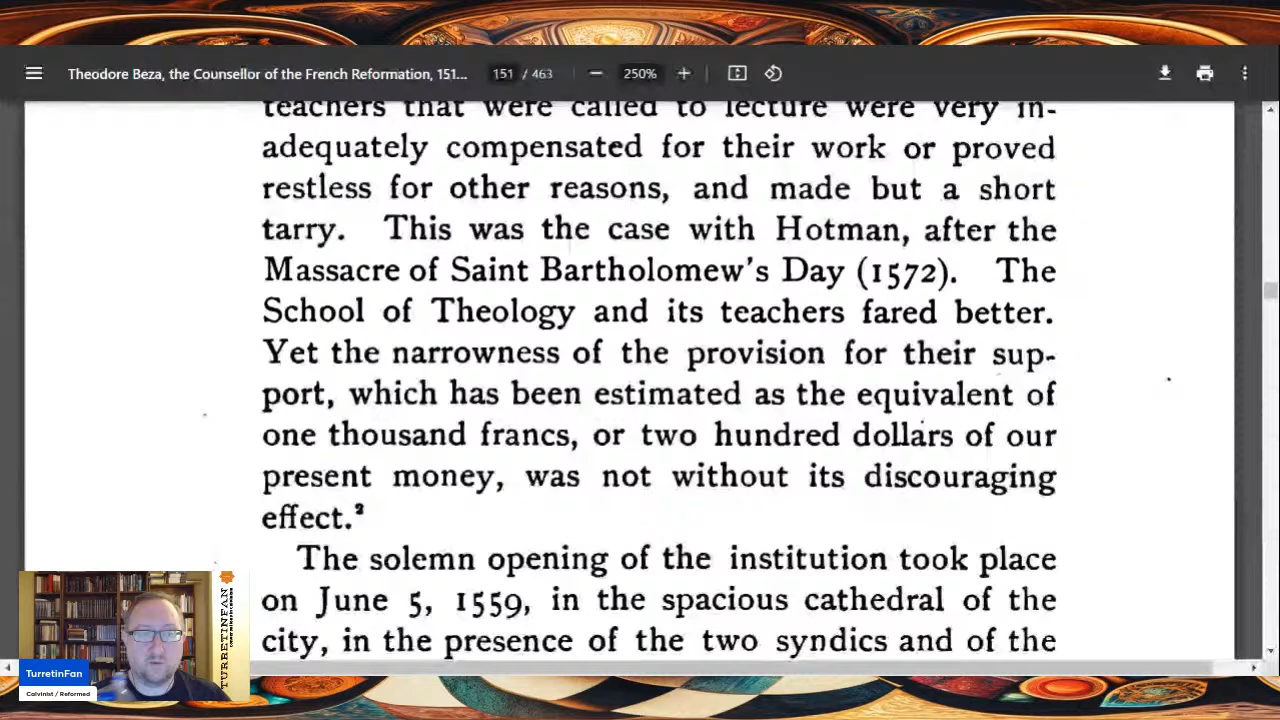 Theodore Beza, the Counsellor of the French Reformation, 151...
151 / 463
250%
teachers that were called to lecture were very in-
adequately compensated for their work or proved
restless for other reasons, and made but a short
tarry. This was the case with Hotman, after the
Massacre of Saint Bartholomew's Day (1572). The
School of Theology and its teachers fared better.
Yet the narrowness of the provision for their sup-
port, which has been estimated as the equivalent of
one thousand francs, or two hundred dollars of our
present money, was not without its discouraging
effect.²
The solemn opening of the institution took place
on June 5, 1559, in the spacious cathedral of the
city, in the presence of the two syndics and of the
TURRETINFAN
TurretinFan
Calvinist / Reformed